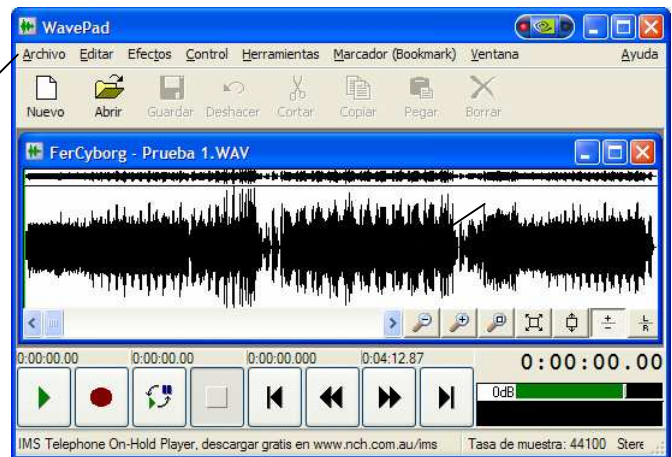 WavePad
Archivo Editar Efectos Control Herramientas Marcador (Bookmark) Ventana Ayuda
Nuevo Abrir Guardar Deshacer Cortar Copiar Pegar Borrar
FerCyborg - Prueba 1.WAV
+ -
L R
0:00:00.00 0:00:00.00 0:00:00.000 0:04:12.87 0:00:00.00
0dB
IMS Telephone On-Hold Player, descargar gratis en www.nch.com.au/ims Tasa de muestra: 44100 Stere